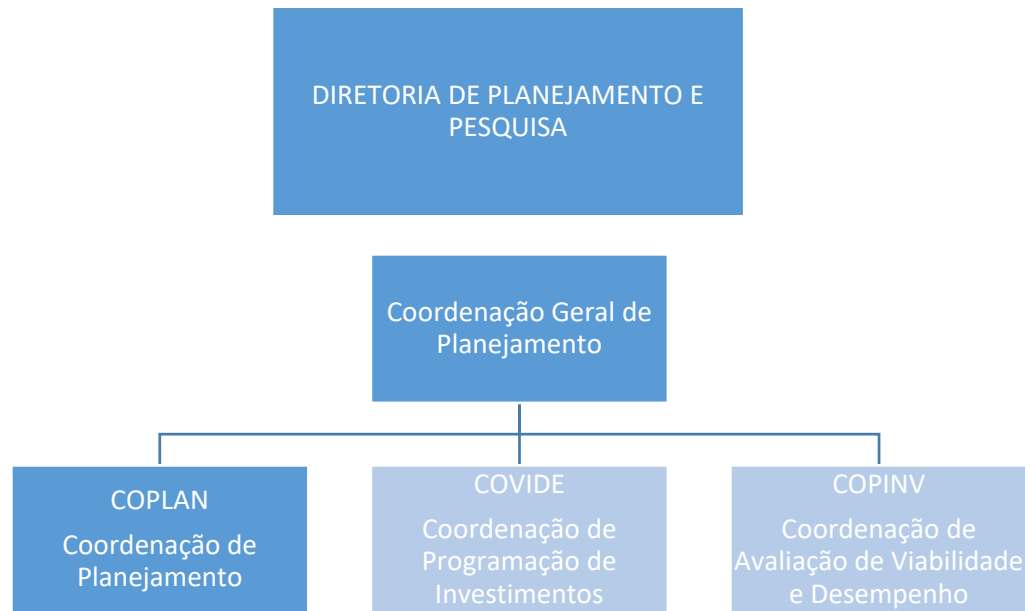 DIRETORIA DE PLANEJAMENTO E
PESQUISA
Coordenação Geral de
Planejamento
COPLAN
Coordenação de
Planejamento
COVIDE
Coordenação de
Programação de
Investimentos
COPINV
Coordenação de
Avaliação de Viabilidade
e Desempenho